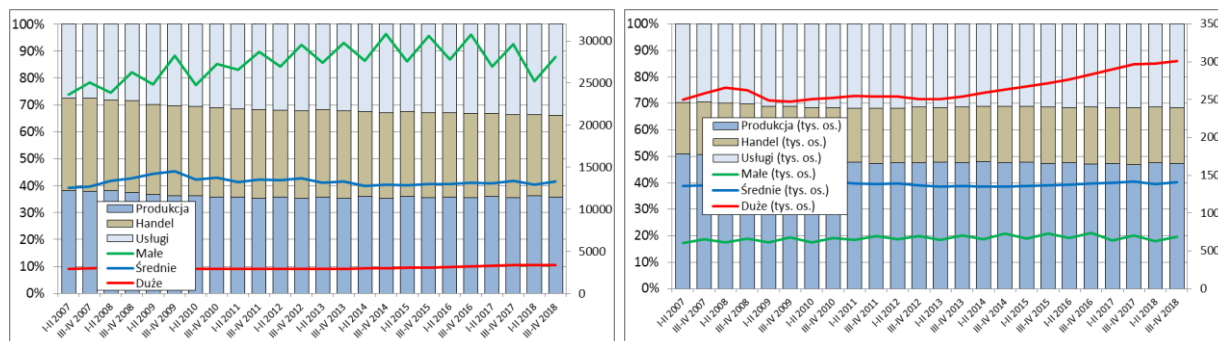 100%
90%
80%
70%
60%
50%
40%
30%
20%
10%
0%
30000
25000
20000
15000
10000
5000
0
Produkcja
Handel
Usługi
Małe
Średnie
Duże
I-II 2007
III-IV 2007
I-II 2008
III-IV 2008
I-II 2009
III-IV 2009
I-II 2010
III-IV 2010
I-II 2011
III-IV 2011
I-II 2012
III-IV 2012
I-II 2013
III-IV 2013
I-II 2014
III-IV 2014
I-II 2015
III-IV 2015
I-II 2016
III-IV 2016
I-II 2017
III-IV 2017
I-II 2018
III-IV 2018
100%
90%
80%
70%
60%
50%
40%
30%
20%
10%
0%
350
300
250
200
150
100
500
0
Produkcja (tys. os.)
Handel (tys. os.)
Usługi (tys. os.)
Małe (tys. os.)
Średnie (tys. os.)
Duże (tys. os.)
I-II 2007
III-IV 2007
I-II 2008
III-IV 2008
I-II 2009
III-IV 2009
I-II 2010
III-IV 2010
I-II 2011
III-IV 2011
I-II 2012
III-IV 2012
I-II 2013
III-IV 2013
I-II 2014
III-IV 2014
I-II 2015
III-IV 2015
I-II 2016
III-IV 2016
I-II 2017
III-IV 2017
I-II 2018
III-IV 2018